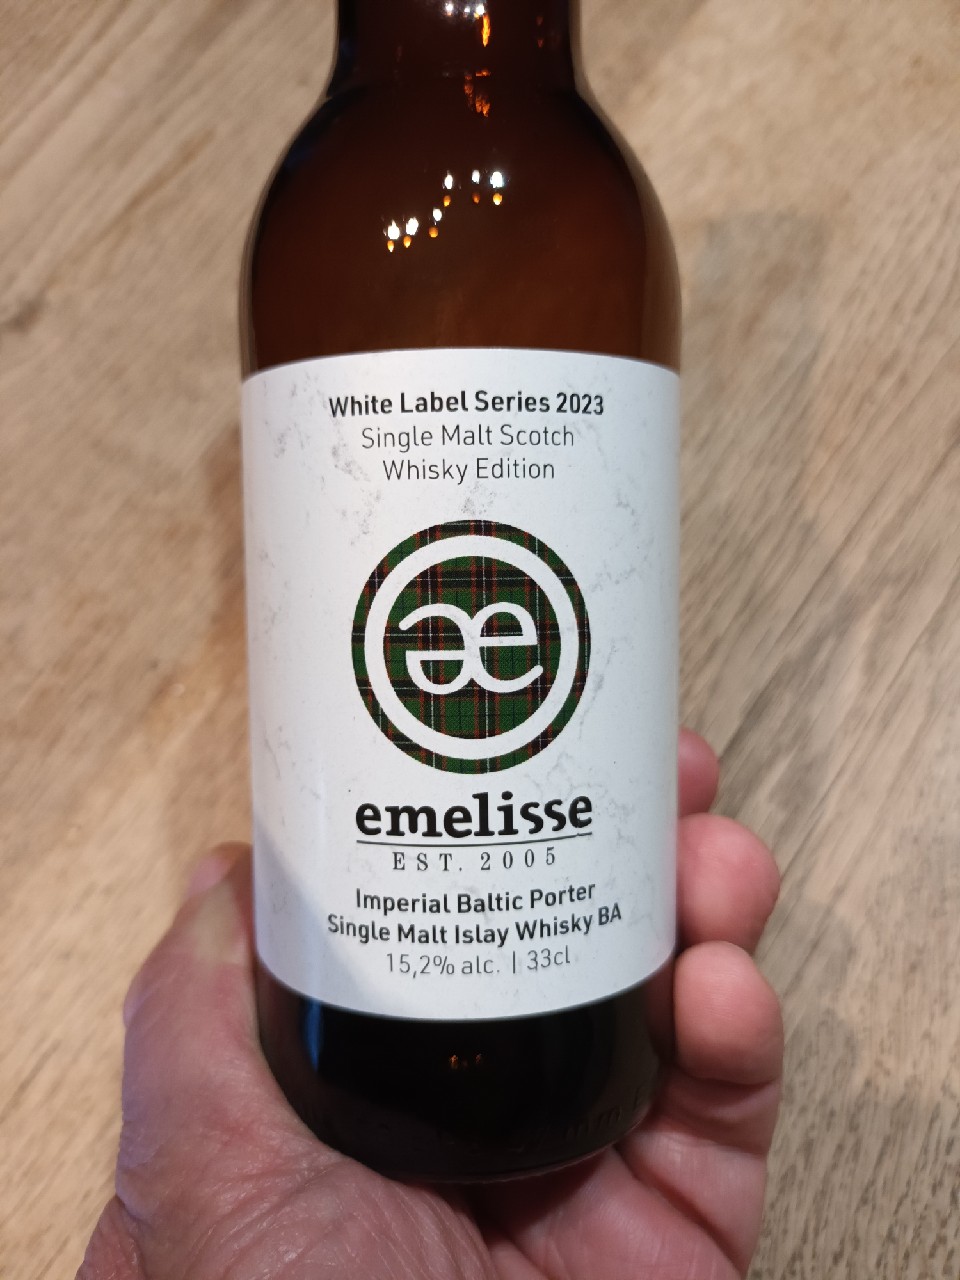 White Label Series 2023
Single Malt Scotch
Whisky Edition
æ
emelisse
EST. 2005
Imperial Baltic Porter
Single Malt Islay Whisky BA
15,2% alc. | 33cl